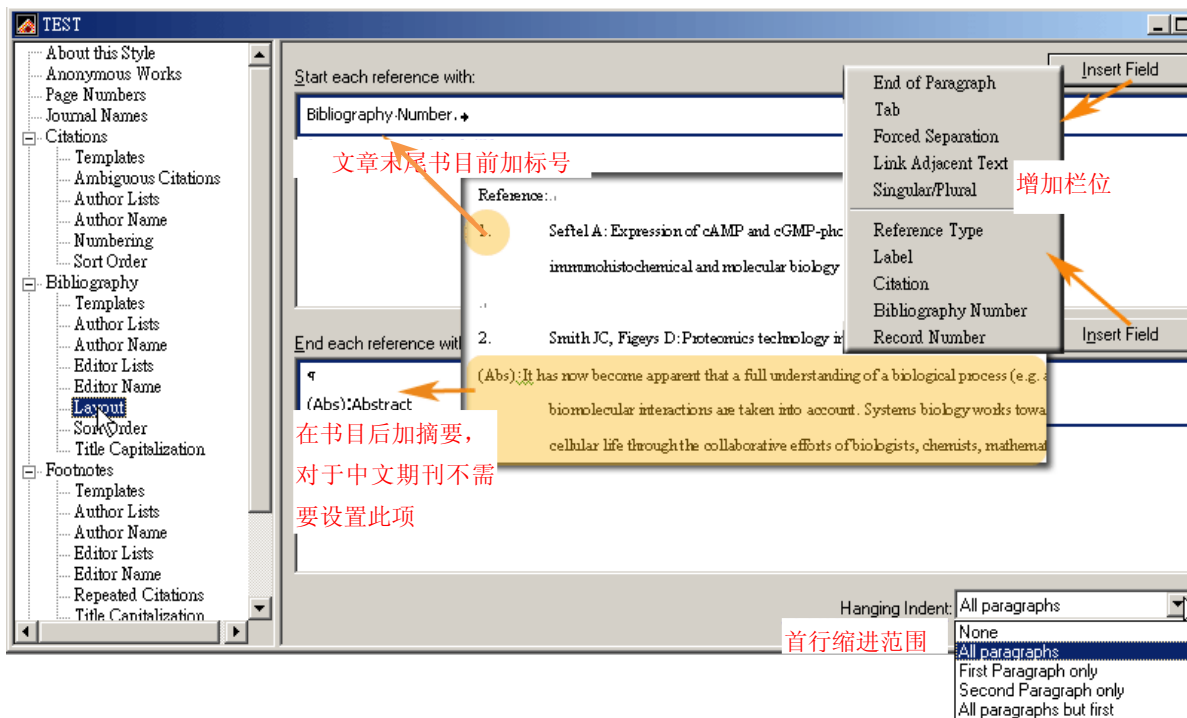 TEST
About this Style
Anonymous Works
Page Numbers
Journal Names
Citations
Templates
Ambiguous Citations
Author Lists
Author Name
Numbering
Sort Order
Bibliography
Templates
Author Lists
Author Name
Editor Lists
Editor Name
Layout
Sort Order
Title Capitalization
Footnotes
Templates
Author Lists
Author Name
Editor Lists
Editor Name
Repeated Citations
Title Capitalization
Start each reference with:
Insert Field
Bibliography·Number.
文章末尾书目前加标号
End of Paragraph
Tab
Forced Separation
Link Adjacent Text
Singular/Plural
Reference Type
Label
Citation
Bibliography Number
Record Number
增加栏位
Reference:
1. Seftel A: Expression of cAMP and cGMP-pho
immunohistochemical and molecular biology
2. Smith JC, Figeys D: Proteomics technology in
(Abs):It has now become apparent that a full understanding of a biological process (e.g. a
biomolecular interactions are taken into account. Systems biology works towa
cellular life through the collaborative efforts of biologists, chemists, mathemat
End each reference with
Insert Field
¶
(Abs):Abstract
在书目后加摘要，
对于中文期刊不需
要设置此项
Hanging Indent: All paragraphs
首行缩进范围
None
All paragraphs
First Paragraph only
Second Paragraph only
All paragraphs but first